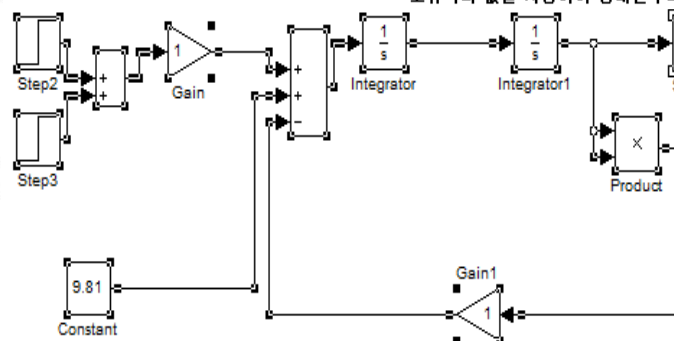 Step2
+
+
1
Gain
+
+
−
1
s
Integrator
1
s
Integrator1
Step3
×
Product
9.81
Constant
Gain1
1